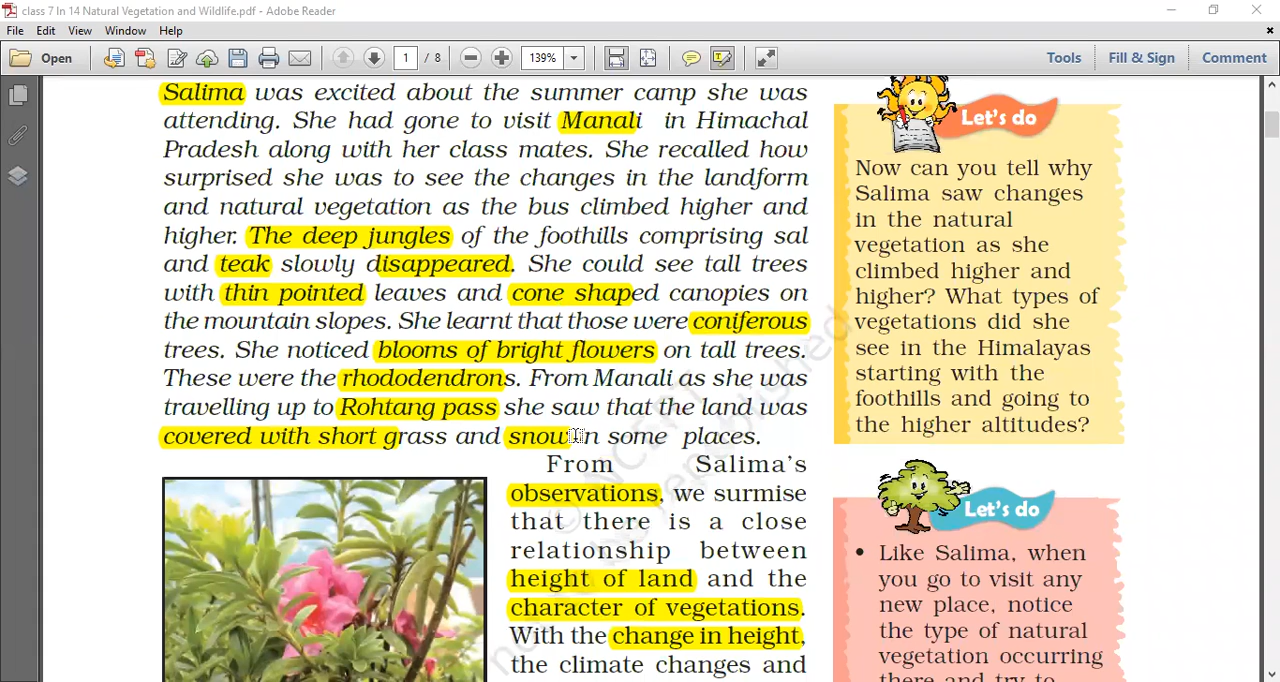 class 7 In 14 Natural Vegetation and Wildlife.pdf - Adobe Reader
File Edit View Window Help
Open 1 / 8 139% Tools Fill & Sign Comment
Salima was excited about the summer camp she was
attending. She had gone to visit Manali in Himachal
Pradesh along with her class mates. She recalled how
surprised she was to see the changes in the landform
and natural vegetation as the bus climbed higher and
higher. The deep jungles of the foothills comprising sal
and teak slowly disappeared. She could see tall trees
with thin pointed leaves and cone shaped canopies on
the mountain slopes. She learnt that those were coniferous
trees. She noticed blooms of bright flowers on tall trees.
These were the rhododendrons. From Manali as she was
travelling up to Rohtang pass she saw that the land was
covered with short grass and snow in some places.
From Salima's
observations, we surmise
that there is a close
relationship between
height of land and the
character of vegetations.
With the change in height,
the climate changes and
Let's do
Now can you tell why
Salima saw changes
in the natural
vegetation as she
climbed higher and
higher? What types of
vegetations did she
see in the Himalayas
starting with the
foothills and going to
the higher altitudes?
Let's do
• Like Salima, when
you go to visit any
new place, notice
the type of natural
vegetation occurring
there and try to
© NCERT
not to be republished